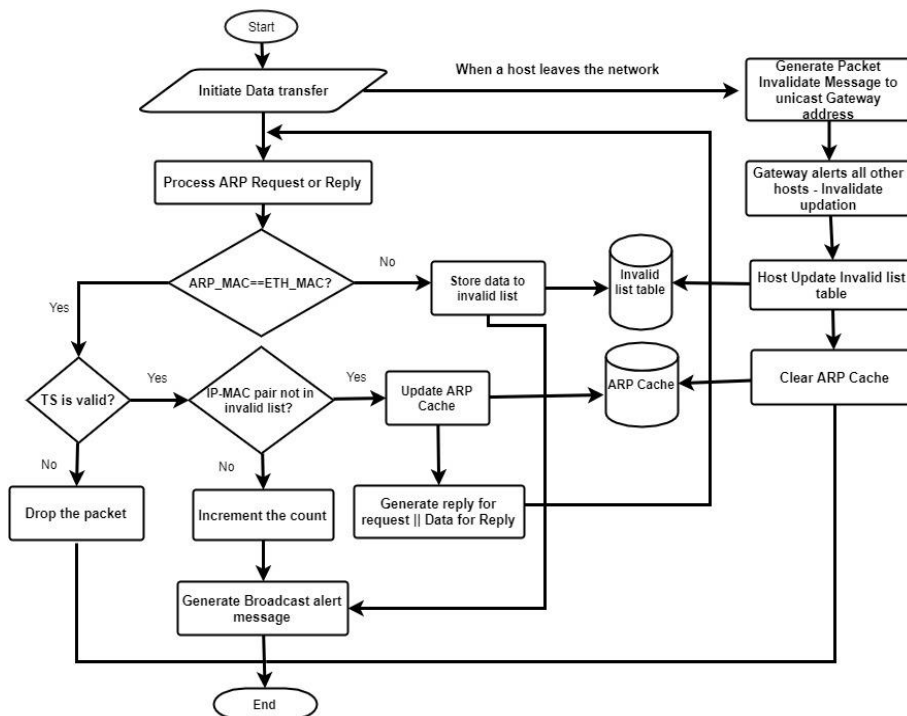 Start
Initiate Data transfer
When a host leaves the network
Generate Packet
Invalidate Message to
unicast Gateway
address
Process ARP Request or Reply
Gateway alerts all other
hosts - Invalidate
updation
ARP_MAC==ETH_MAC?
No
Yes
Store data to
invalid list
Invalid
list table
Host Update Invalid list
table
TS is valid?
Yes
IP-MAC pair not in
invalid list?
Yes
Update ARP
Cache
ARP Cache
Clear ARP Cache
No
No
Drop the packet
Increment the count
Generate reply for
request || Data for Reply
Generate Broadcast alert
message
End